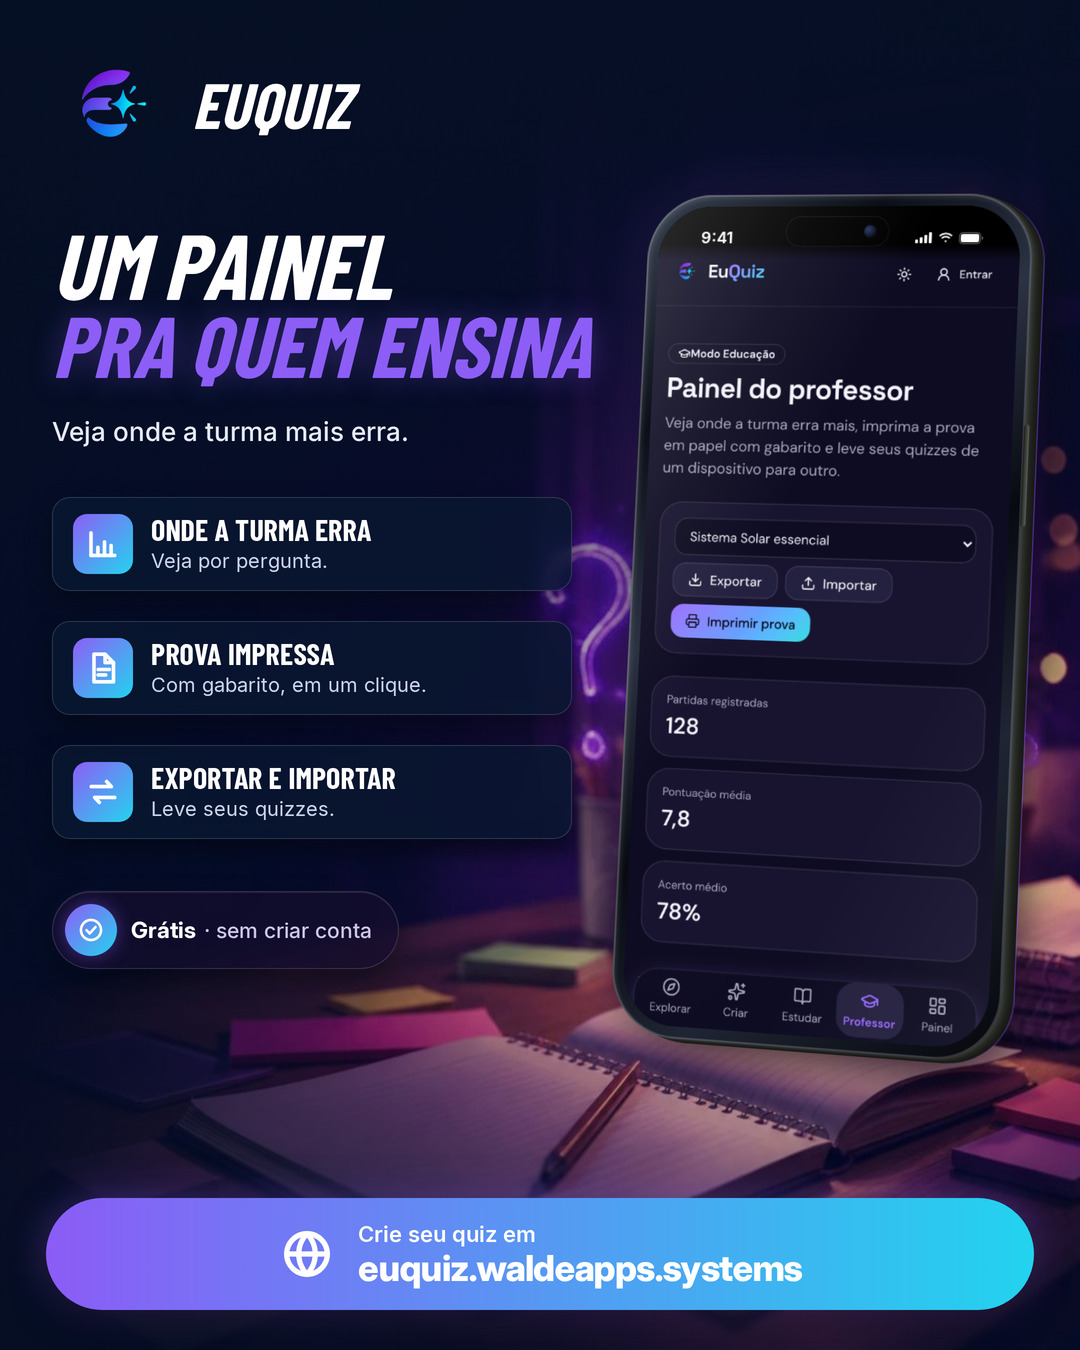 EUQUIZ
UM PAINEL
PRA QUEM ENSINA
Veja onde a turma mais erra.
ONDE A TURMA ERRA
Veja por pergunta.
PROVA IMPRESSA
Com gabarito, em um clique.
EXPORTAR E IMPORTAR
Leve seus quizzes.
Grátis · sem criar conta
9:41
EuQuiz
Entrar
Modo Educação
Painel do professor
Veja onde a turma erra mais, imprima a prova
em papel com gabarito e leve seus quizzes de
um dispositivo para outro.
Sistema Solar essencial
Exportar
Importar
Imprimir prova
Partidas registradas
128
Pontuação média
7,8
Acerto médio
78%
Explorar
Criar
Estudar
Professor
Painel
Crie seu quiz em
euquiz.waldeapps.systems